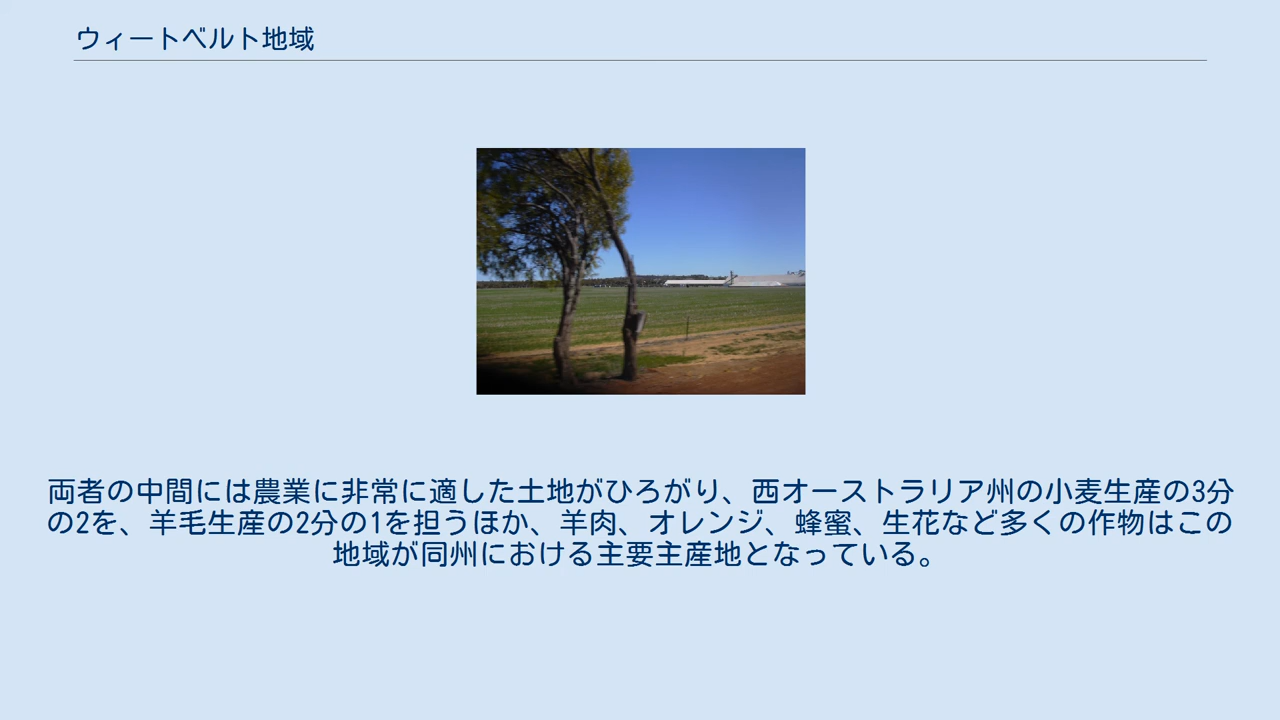 ウィートベルト地域
両者の中間には農業に非常に適した土地がひろがり、西オーストラリア州の小麦生産の3分
の2を、羊毛生産の2分の1を担うほか、羊肉、オレンジ、蜂蜜、生花など多くの作物はこの
地域が同州における主要主産地となっている。